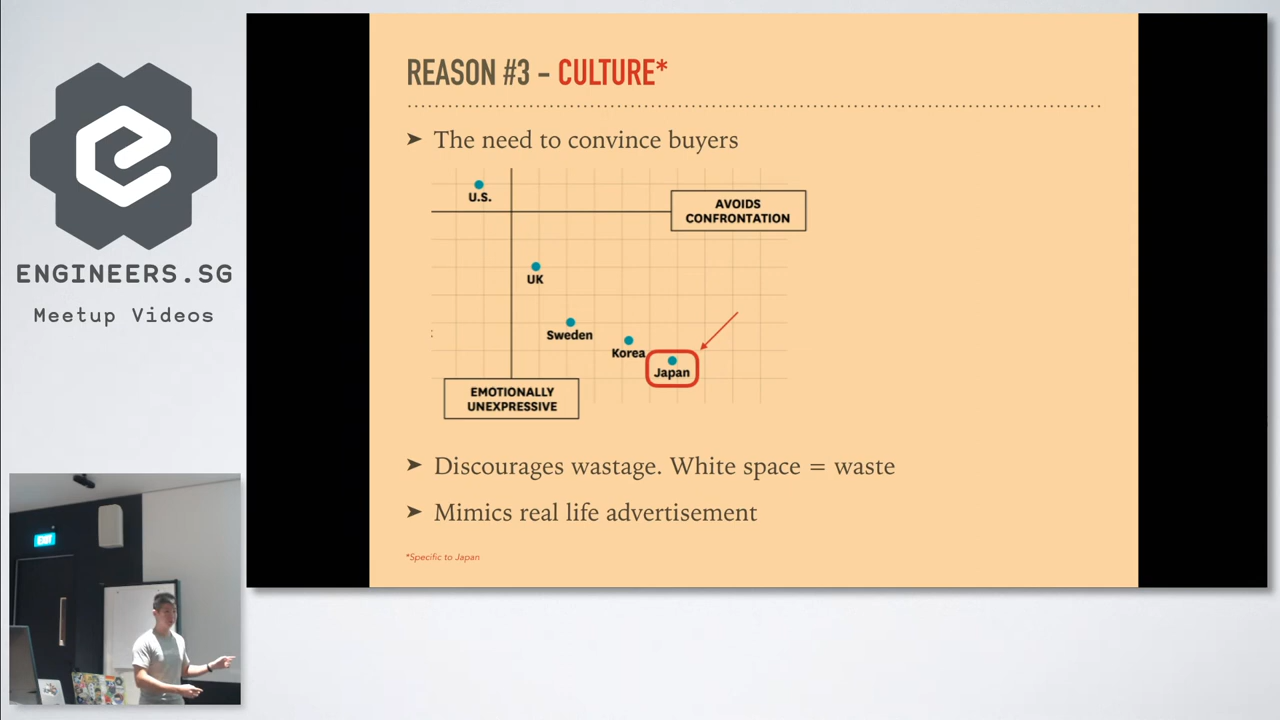 REASON #3 - CULTURE*
➤ The need to convince buyers
U.S.
AVOIDS
CONFRONTATION
UK
Sweden
Korea
Japan
EMOTIONALLY
UNEXPRESSIVE
➤ Discourages wastage. White space = waste
➤ Mimics real life advertisement
*Specific to Japan
ENGINEERS.SG
Meetup Videos
EXIT